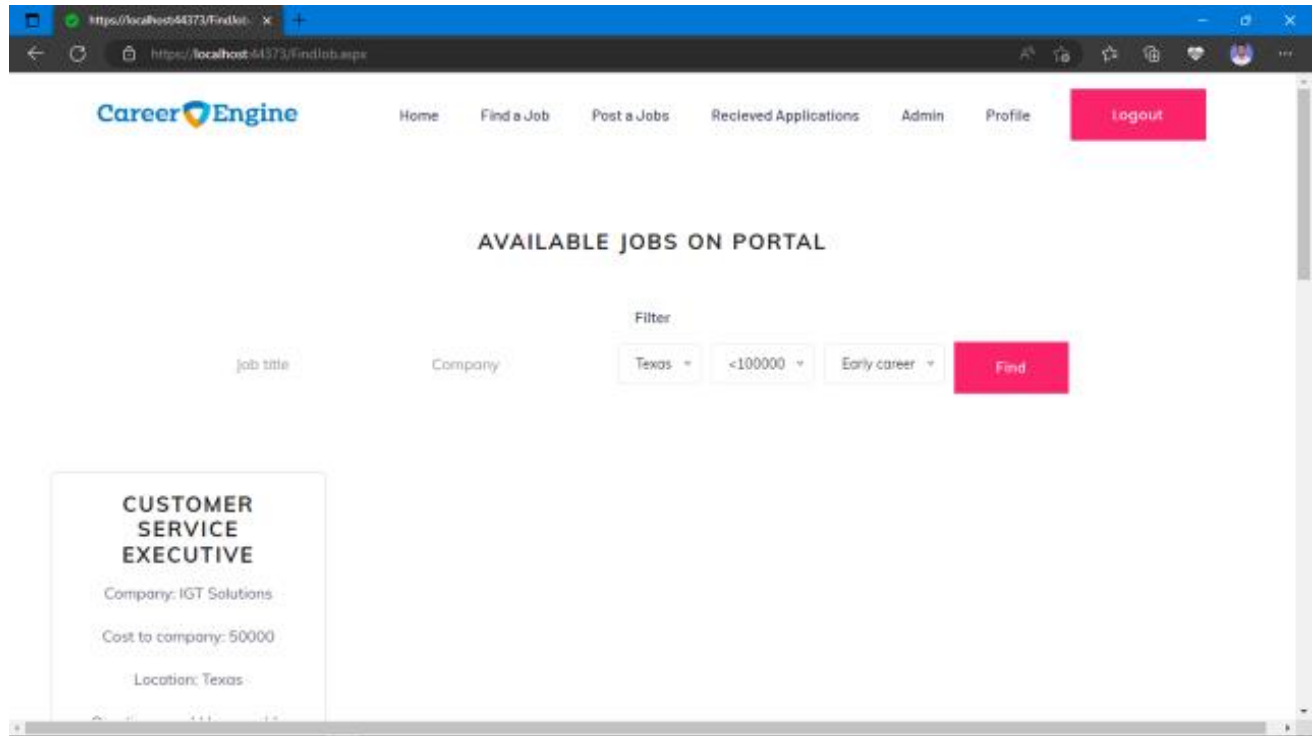 https://localhost:44373/FindJob.
https://localhost:44373/FindJob.aspx
Career Engine
Home Find a Job Post a Jobs Recieved Applications Admin Profile Logout
AVAILABLE JOBS ON PORTAL
Filter
Job title Company Texas <100000 Early career Find
CUSTOMER
SERVICE
EXECUTIVE
Company: IGT Solutions
Cost to company: 50000
Location: Texas